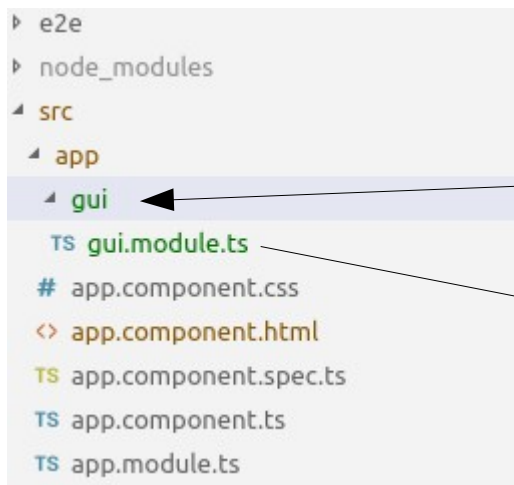 e2e
node_modules
src
app
gui
TS gui.module.ts
# app.component.css
<> app.component.html
TS app.component.spec.ts
TS app.component.ts
TS app.module.ts